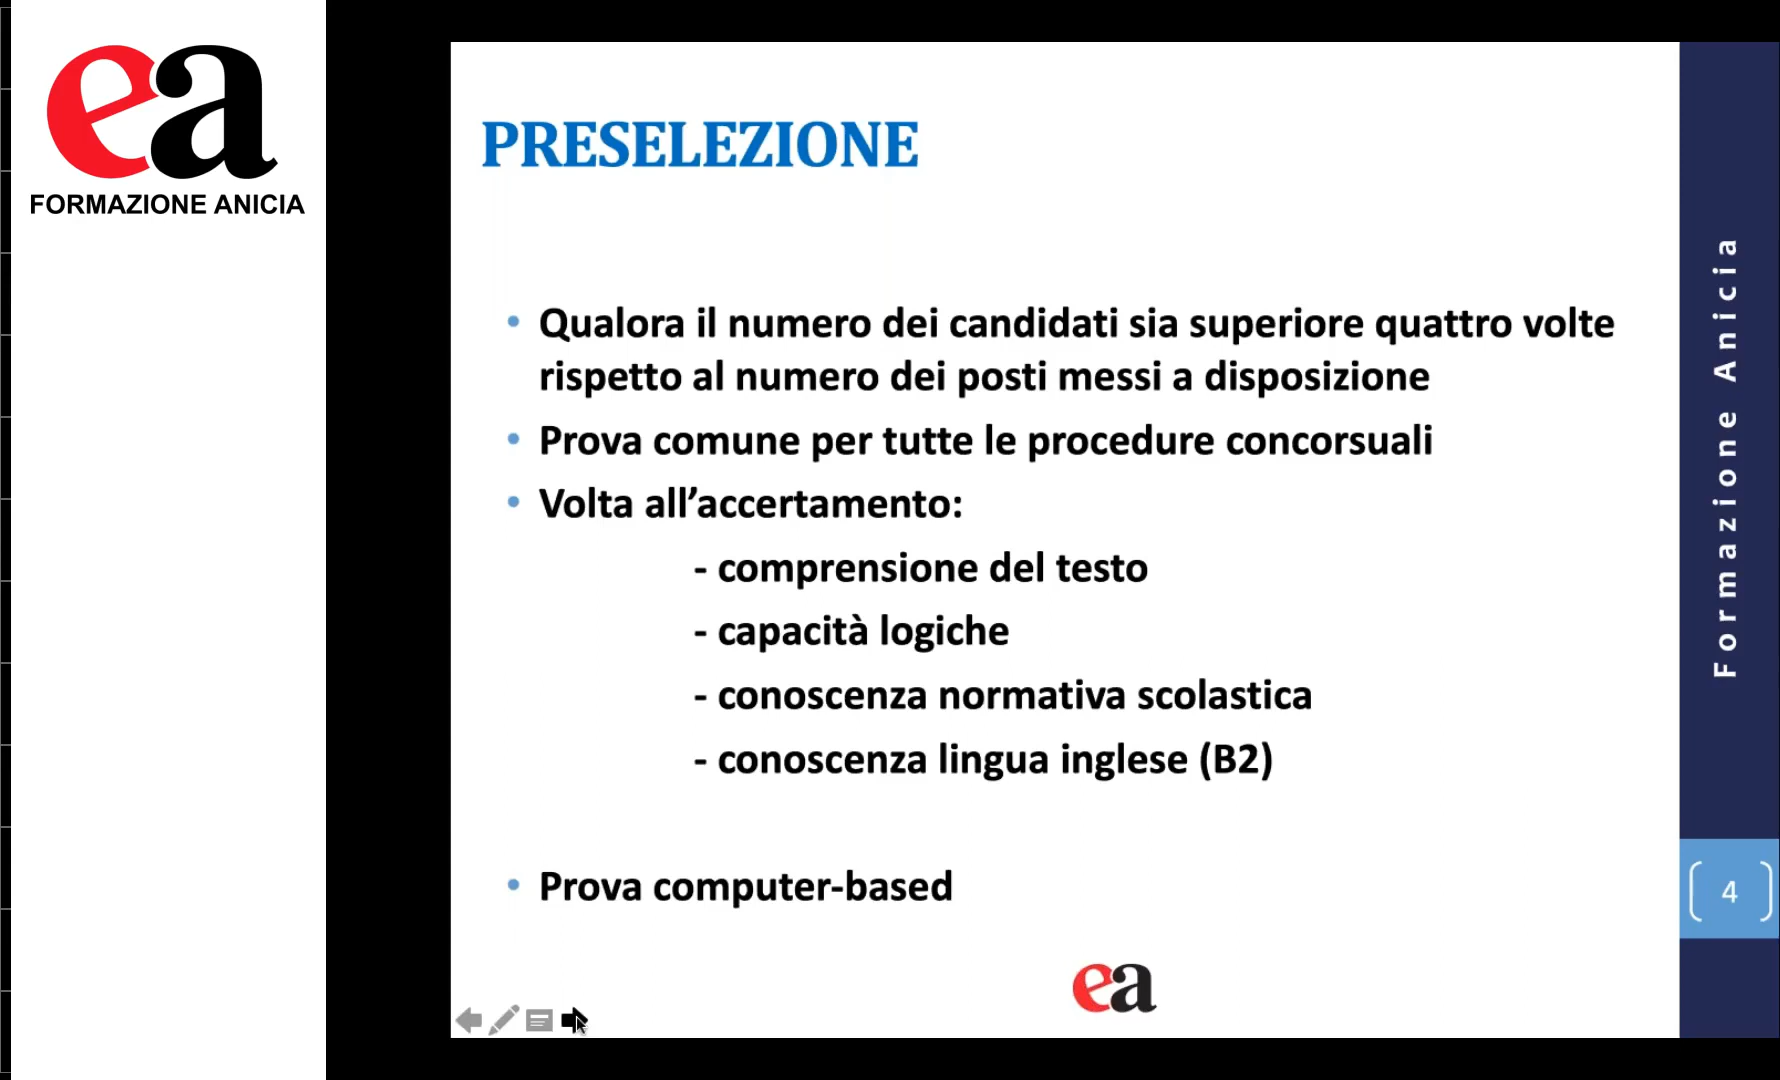 ea
FORMAZIONE ANICIA
PRESELEZIONE
• Qualora il numero dei candidati sia superiore quattro volte
rispetto al numero dei posti messi a disposizione
• Prova comune per tutte le procedure concorsuali
• Volta all’accertamento:
- comprensione del testo
- capacità logiche
- conoscenza normativa scolastica
- conoscenza lingua inglese (B2)
• Prova computer-based
ea
Formazione Anicia
4